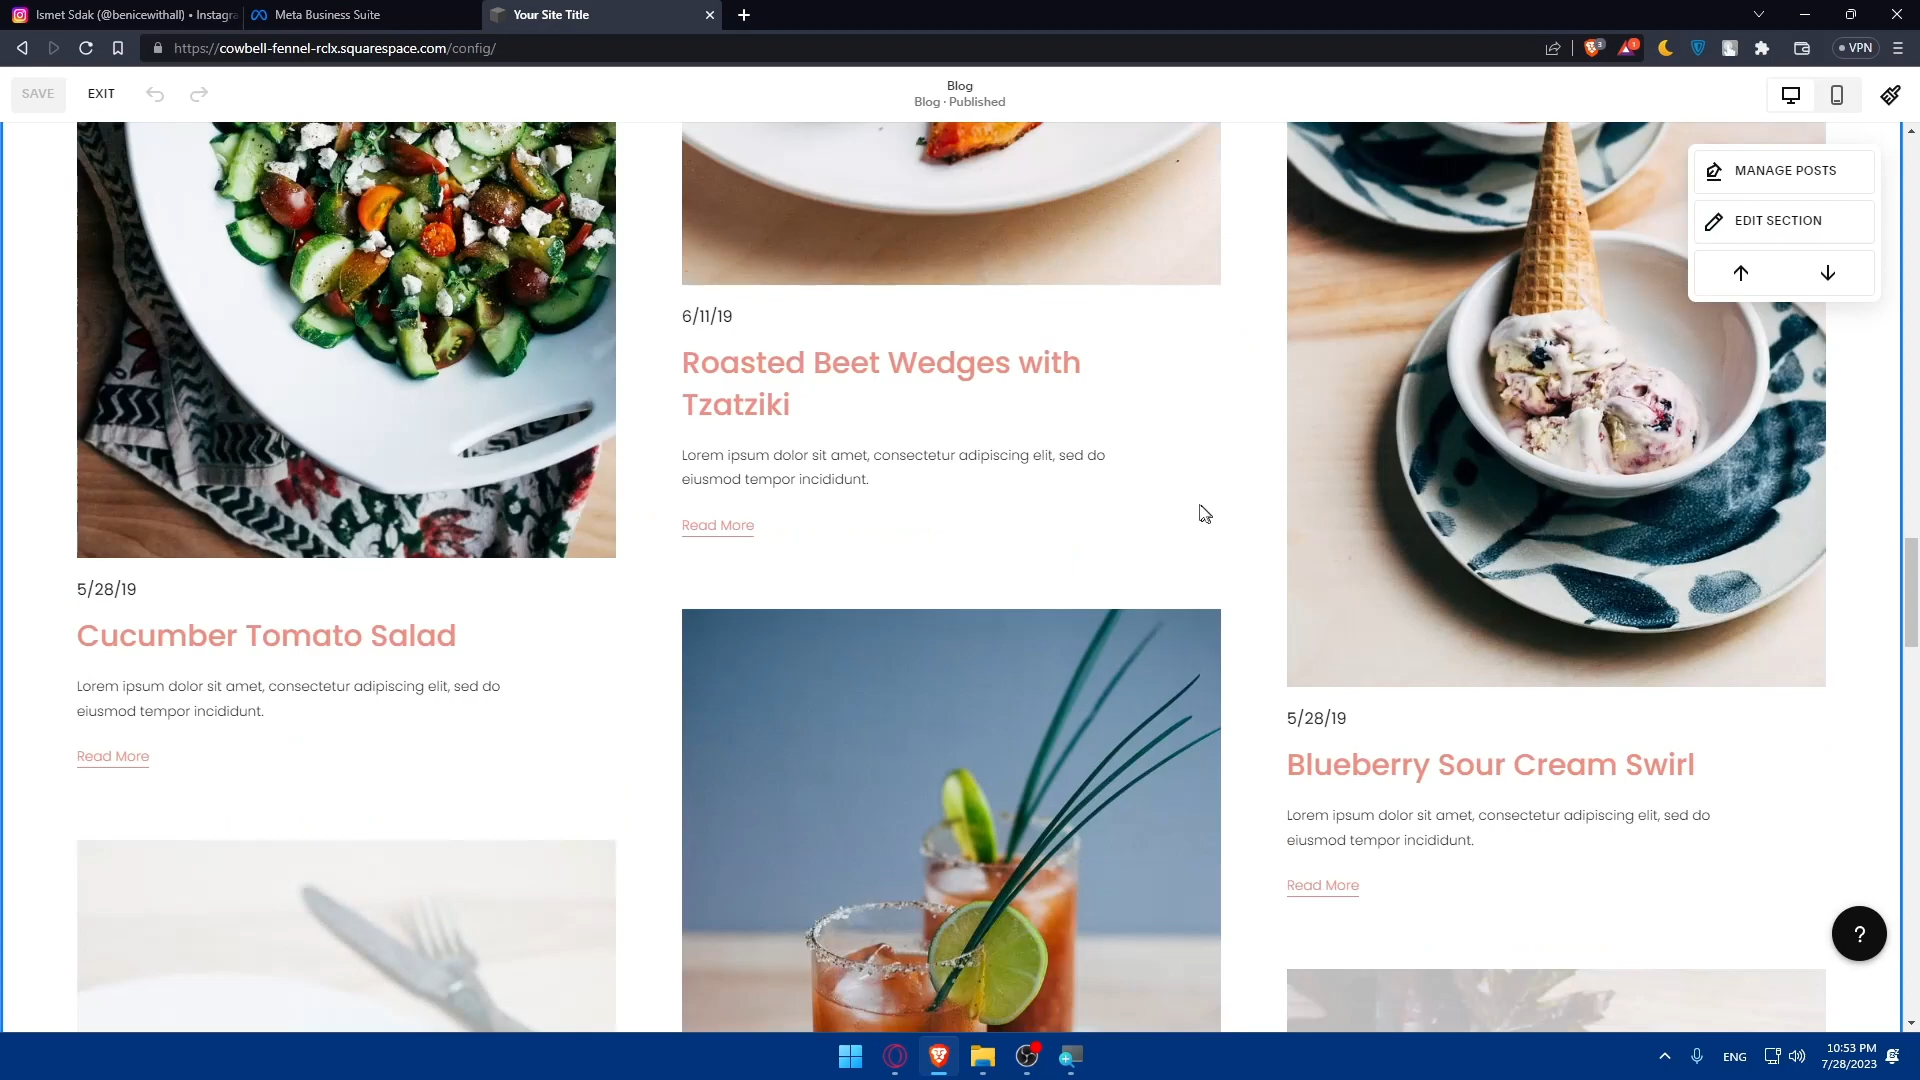 Ismet Sdak (@benicewithall) • Instagra
Meta Business Suite
Your Site Title
https://cowbell-fennel-rclx.squarespace.com/config/
3
1
VPN
SAVE
EXIT
Blog
Blog · Published
MANAGE POSTS
EDIT SECTION
6/11/19
Roasted Beet Wedges with
Tzatziki
Lorem ipsum dolor sit amet, consectetur adipiscing elit, sed do
eiusmod tempor incididunt.
Read More
5/28/19
Cucumber Tomato Salad
Lorem ipsum dolor sit amet, consectetur adipiscing elit, sed do
eiusmod tempor incididunt.
Read More
5/28/19
Blueberry Sour Cream Swirl
Lorem ipsum dolor sit amet, consectetur adipiscing elit, sed do
eiusmod tempor incididunt.
Read More
?
ENG
10:53 PM
7/28/2023